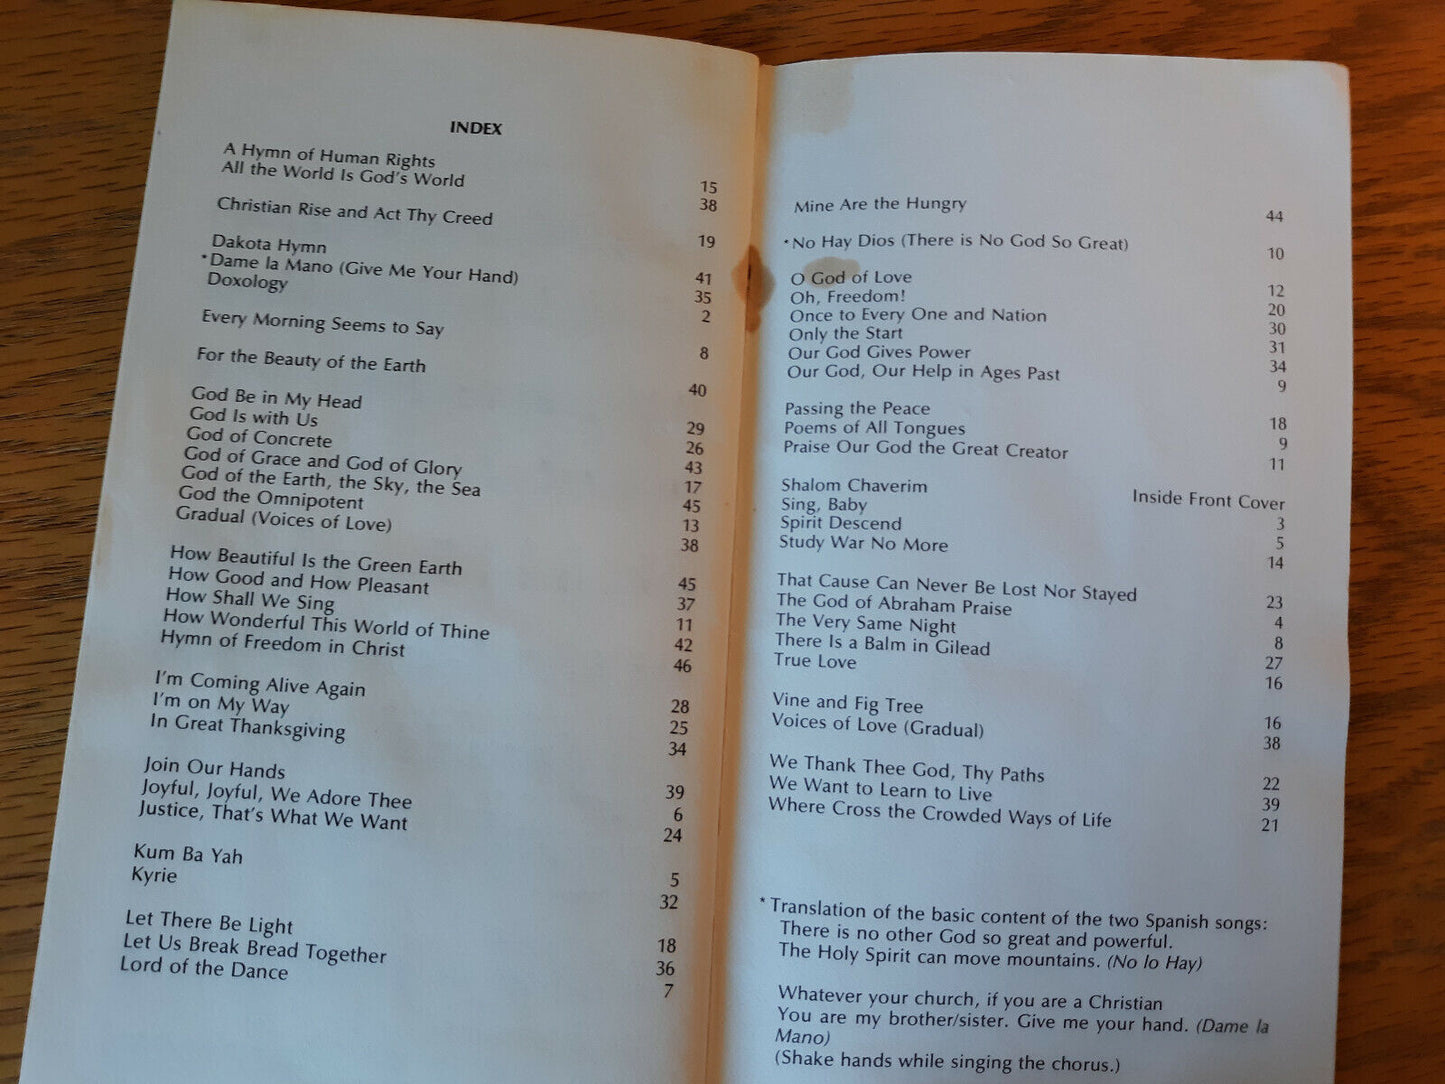 INDEX
A Hymn of Human Rights 15
All the World Is God's World 38
Christian Rise and Act Thy Creed 19
Dakota Hymn 41
*Dame la Mano (Give Me Your Hand) 35
Doxology 2
Every Morning Seems to Say 8
For the Beauty of the Earth 40
God Be in My Head 29
God Is with Us 26
God of Concrete 43
God of Grace and God of Glory 17
God of the Earth, the Sky, the Sea 45
God the Omnipotent 13
Gradual (Voices of Love) 38
How Beautiful Is the Green Earth 45
How Good and How Pleasant 37
How Shall We Sing 11
How Wonderful This World of Thine 42
Hymn of Freedom in Christ 46
I'm Coming Alive Again 28
I'm on My Way 25
In Great Thanksgiving 34
Join Our Hands 39
Joyful, Joyful, We Adore Thee 6
Justice, That's What We Want 24
Kum Ba Yah 5
Kyrie 32
Let There Be Light 18
Let Us Break Bread Together 36
Lord of the Dance 7
Mine Are the Hungry 44
*No Hay Dios (There is No God So Great) 10
O God of Love 12
Oh, Freedom! 20
Once to Every One and Nation 30
Only the Start 31
Our God Gives Power 34
Our God, Our Help in Ages Past 9
Passing the Peace 18
Poems of All Tongues 9
Praise Our God the Great Creator 11
Shalom Chaverim Inside Front Cover
Sing, Baby 3
Spirit Descend 5
Study War No More 14
That Cause Can Never Be Lost Nor Stayed 23
The God of Abraham Praise 4
The Very Same Night 8
There Is a Balm in Gilead 27
True Love 16
Vine and Fig Tree 16
Voices of Love (Gradual) 38
We Thank Thee God, Thy Paths 22
We Want to Learn to Live 39
Where Cross the Crowded Ways of Life 21
*Translation of the basic content of the two Spanish songs:
There is no other God so great and powerful.
The Holy Spirit can move mountains. (No lo Hay)
Whatever your church, if you are a Christian
You are my brother/sister. Give me your hand. (Dame la
Mano)
(Shake hands while singing the chorus.)